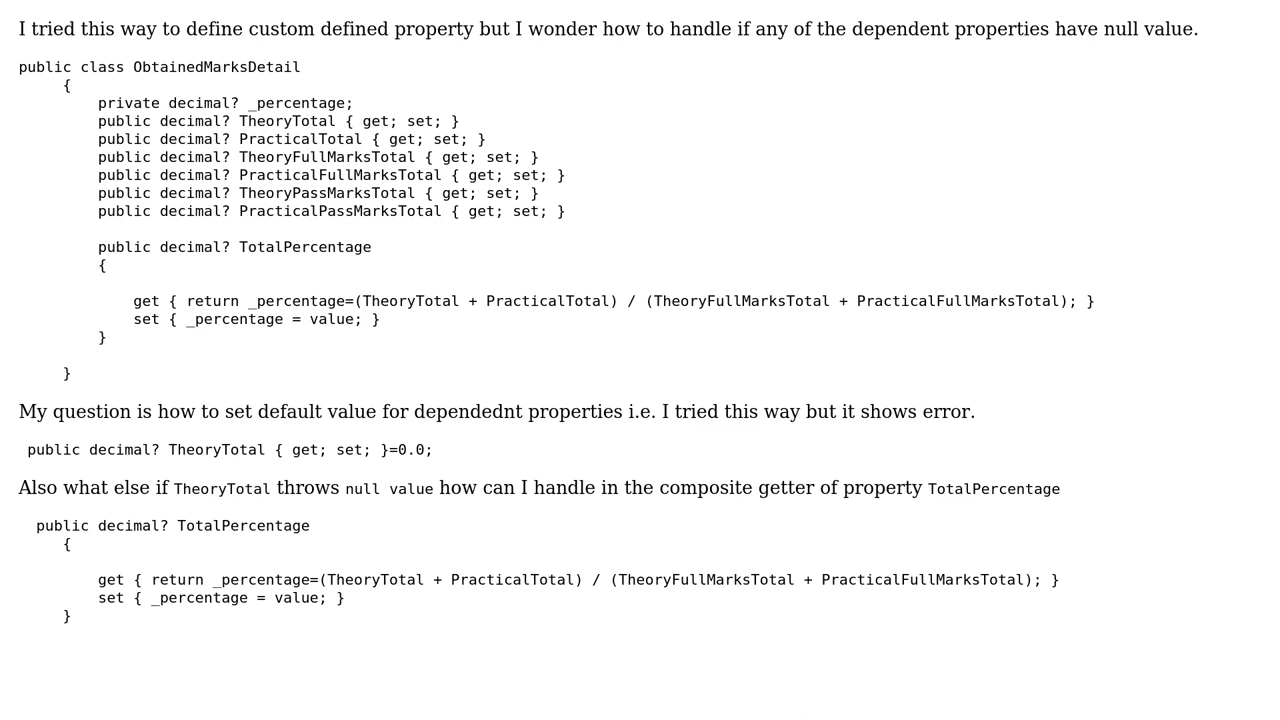 I tried this way to define custom defined property but I wonder how to handle if any of the dependent properties have null value.
public class ObtainedMarksDetail
{
private decimal? _percentage;
public decimal? TheoryTotal { get; set; }
public decimal? PracticalTotal { get; set; }
public decimal? TheoryFullMarksTotal { get; set; }
public decimal? PracticalFullMarksTotal { get; set; }
public decimal? TheoryPassMarksTotal { get; set; }
public decimal? PracticalPassMarksTotal { get; set; }
public decimal? TotalPercentage
{
get { return _percentage=(TheoryTotal + PracticalTotal) / (TheoryFullMarksTotal + PracticalFullMarksTotal); }
set { _percentage = value; }
}
}
My question is how to set default value for dependednt properties i.e. I tried this way but it shows error.
public decimal? TheoryTotal { get; set; }=0.0;
Also what else if TheoryTotal throws null value how can I handle in the composite getter of property TotalPercentage
public decimal? TotalPercentage
{
get { return _percentage=(TheoryTotal + PracticalTotal) / (TheoryFullMarksTotal + PracticalFullMarksTotal); }
set { _percentage = value; }
}